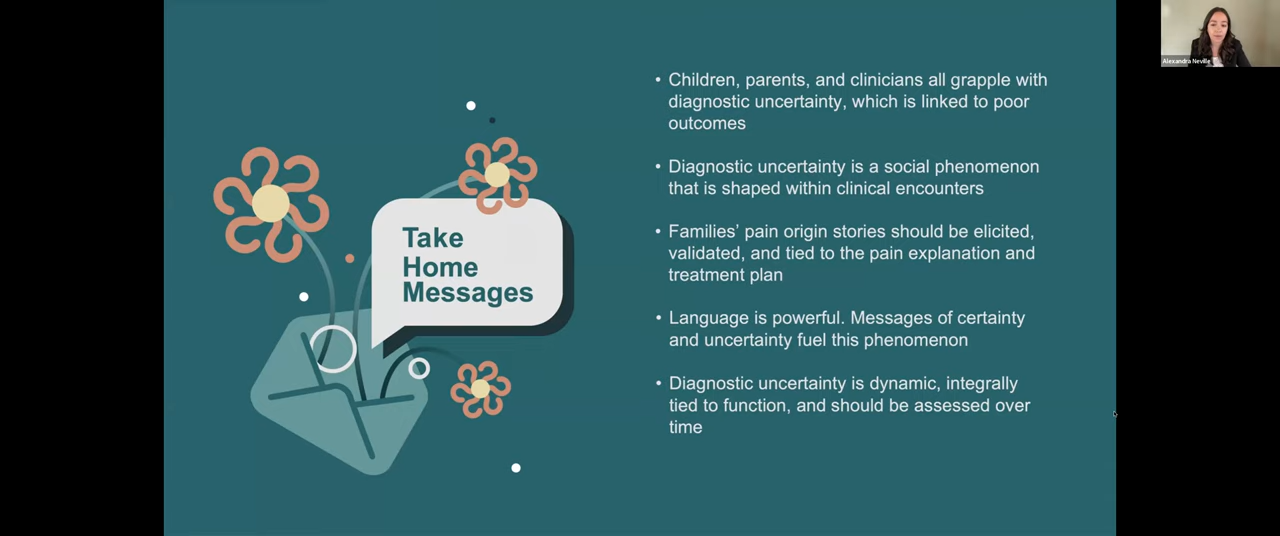 Alexandra Neville
Take
Home
Messages
• Children, parents, and clinicians all grapple with
diagnostic uncertainty, which is linked to poor
outcomes
• Diagnostic uncertainty is a social phenomenon
that is shaped within clinical encounters
• Families’ pain origin stories should be elicited,
validated, and tied to the pain explanation and
treatment plan
• Language is powerful. Messages of certainty
and uncertainty fuel this phenomenon
• Diagnostic uncertainty is dynamic, integrally
tied to function, and should be assessed over
time